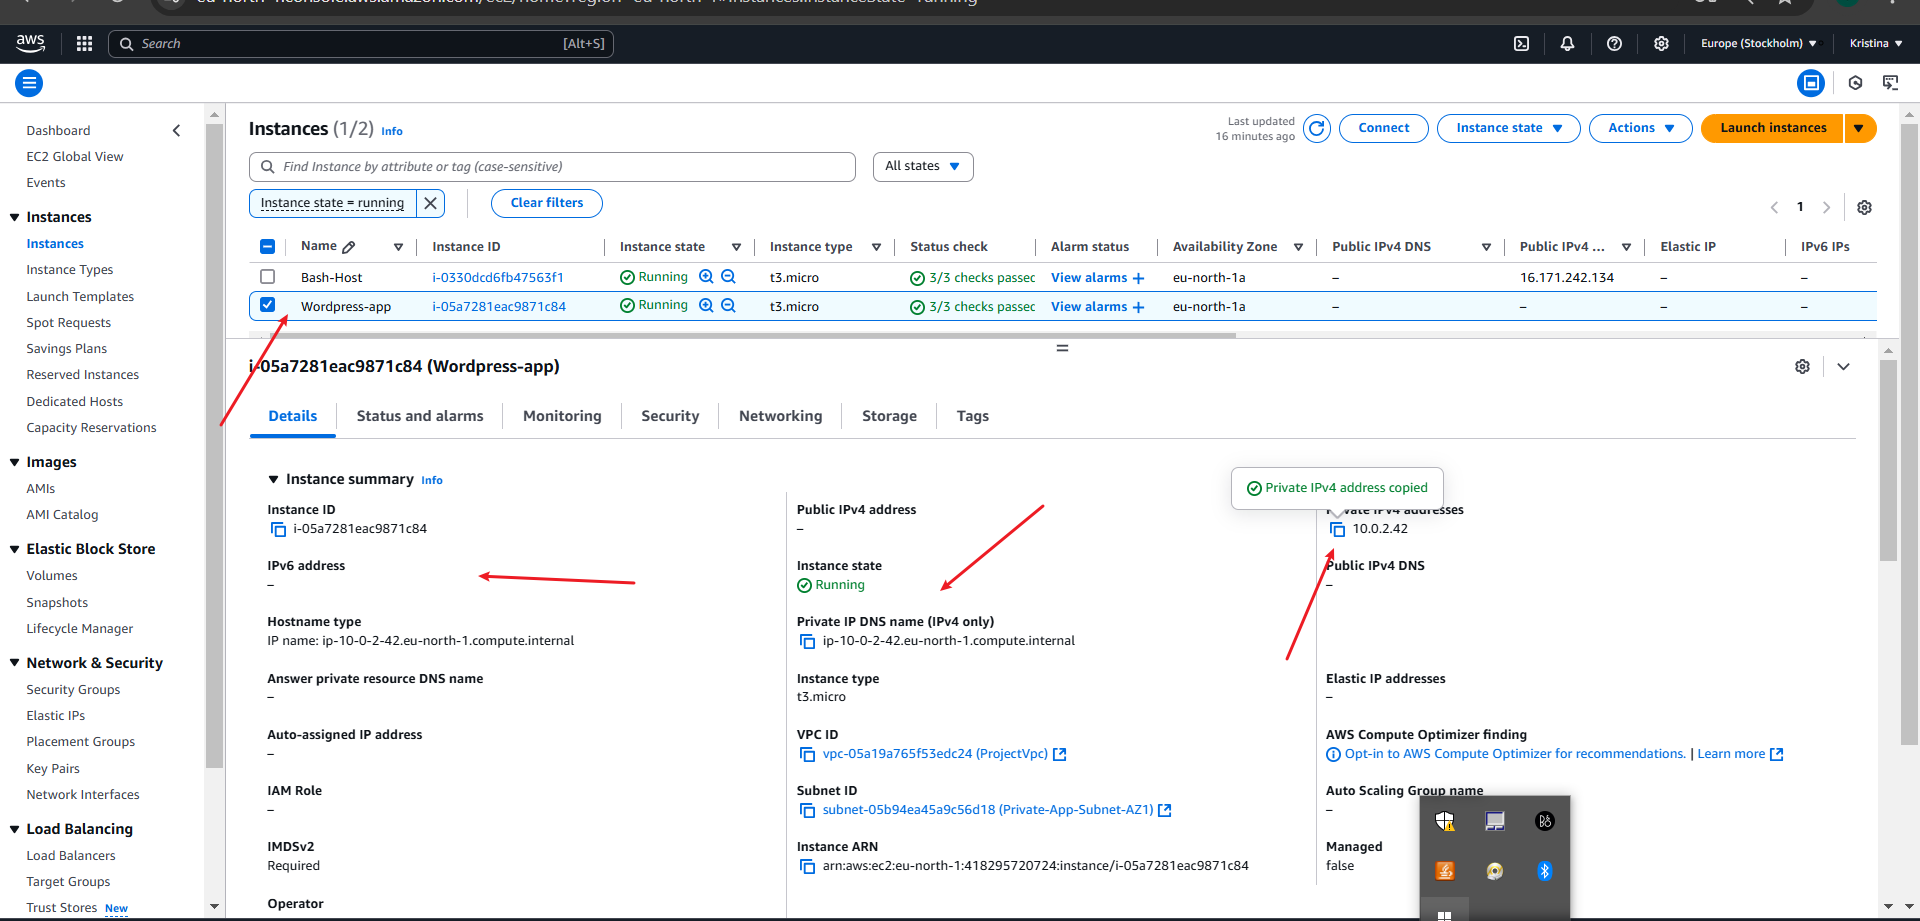 aws
Search
[Alt+S]
Europe (Stockholm)
Kristina
Dashboard
EC2 Global View
Events
Instances
Instances
Instance Types
Launch Templates
Spot Requests
Savings Plans
Reserved Instances
Dedicated Hosts
Capacity Reservations
Images
AMIs
AMI Catalog
Elastic Block Store
Volumes
Snapshots
Lifecycle Manager
Network & Security
Security Groups
Elastic IPs
Placement Groups
Key Pairs
Network Interfaces
Load Balancing
Load Balancers
Target Groups
Trust Stores New
Instances (1/2) Info
Last updated
16 minutes ago
Connect
Instance state
Actions
Launch instances
Find Instance by attribute or tag (case-sensitive)
All states
Instance state = running
Clear filters
1
Name Instance ID Instance state Instance type Status check Alarm status Availability Zone Public IPv4 DNS Public IPv4 ... Elastic IP IPv6 IPs
Bash-Host i-0330dcd6fb47563f1 Running t3.micro 3/3 checks passed View alarms + eu-north-1a – 16.171.242.134 – –
Wordpress-app i-05a7281eac9871c84 Running t3.micro 3/3 checks passed View alarms + eu-north-1a – – – –
i-05a7281eac9871c84 (Wordpress-app)
Details
Status and alarms
Monitoring
Security
Networking
Storage
Tags
Instance summary Info
Private IPv4 address copied
Instance ID
i-05a7281eac9871c84
Public IPv4 address
–
Private IPv4 addresses
10.0.2.42
IPv6 address
–
Instance state
Running
Public IPv4 DNS
–
Hostname type
IP name: ip-10-0-2-42.eu-north-1.compute.internal
Private IP DNS name (IPv4 only)
ip-10-0-2-42.eu-north-1.compute.internal
Answer private resource DNS name
–
Instance type
t3.micro
Elastic IP addresses
–
Auto-assigned IP address
–
VPC ID
vpc-05a19a765f53edc24 (ProjectVpc)
AWS Compute Optimizer finding
Opt-in to AWS Compute Optimizer for recommendations. | Learn more
IAM Role
–
Subnet ID
subnet-05b94ea45a9c56d18 (Private-App-Subnet-AZ1)
Auto Scaling Group name
–
IMDSv2
Required
Instance ARN
arn:aws:ec2:eu-north-1:418295720724:instance/i-05a7281eac9871c84
Managed
false
Operator